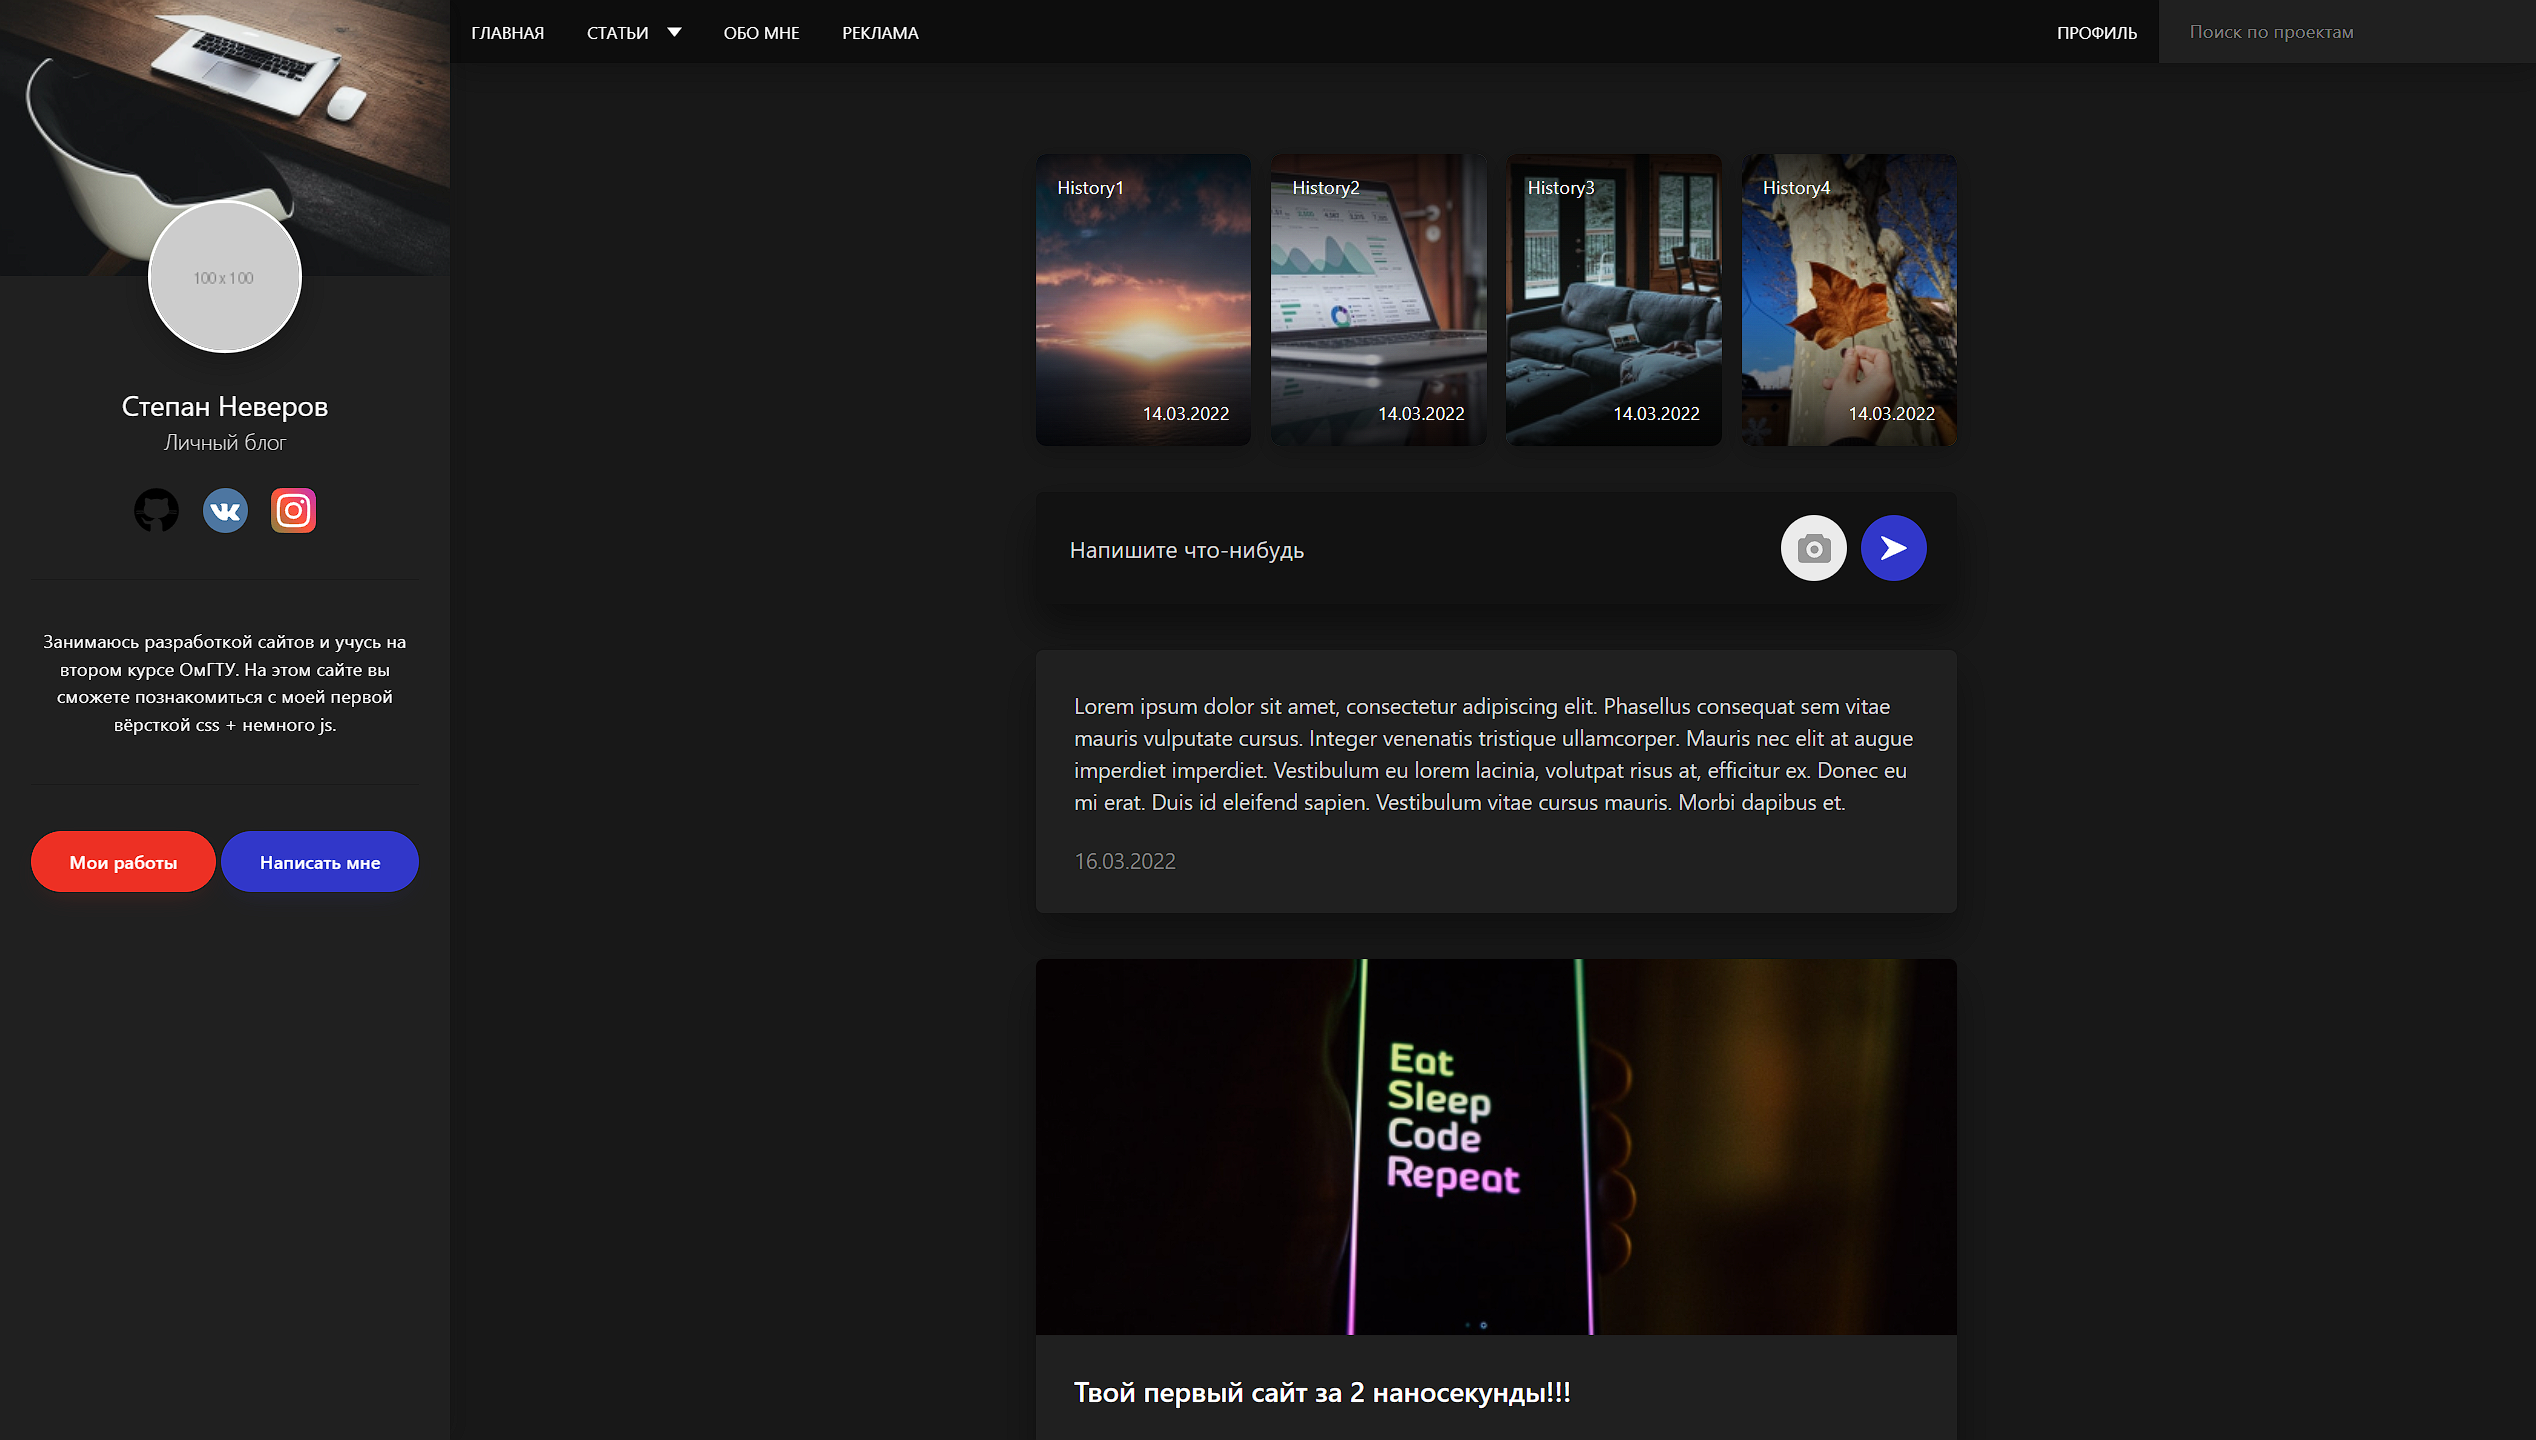 ГЛАВНАЯ СТАТЬИ ОБО МНЕ РЕКЛАМА ПРОФИЛЬ Поиск по проектам
100 x 100
Степан Неверов
Личный блог
Занимаюсь разработкой сайтов и учусь на
втором курсе ОмГТУ. На этом сайте вы
сможете познакомиться с моей первой
вёрсткой css + немного js.
Мои работы Написать мне
History1 History2 History3 History4
14.03.2022 14.03.2022 14.03.2022 14.03.2022
Напишите что-нибудь
Lorem ipsum dolor sit amet, consectetur adipiscing elit. Phasellus consequat sem vitae
mauris vulputate cursus. Integer venenatis tristique ullamcorper. Mauris nec elit at augue
imperdiet imperdiet. Vestibulum eu lorem lacinia, volutpat risus at, efficitur ex. Donec eu
mi erat. Duis id eleifend sapien. Vestibulum vitae cursus mauris. Morbi dapibus et.
16.03.2022
Eat
Sleep
Code
Repeat
Твой первый сайт за 2 наносекунды!!!